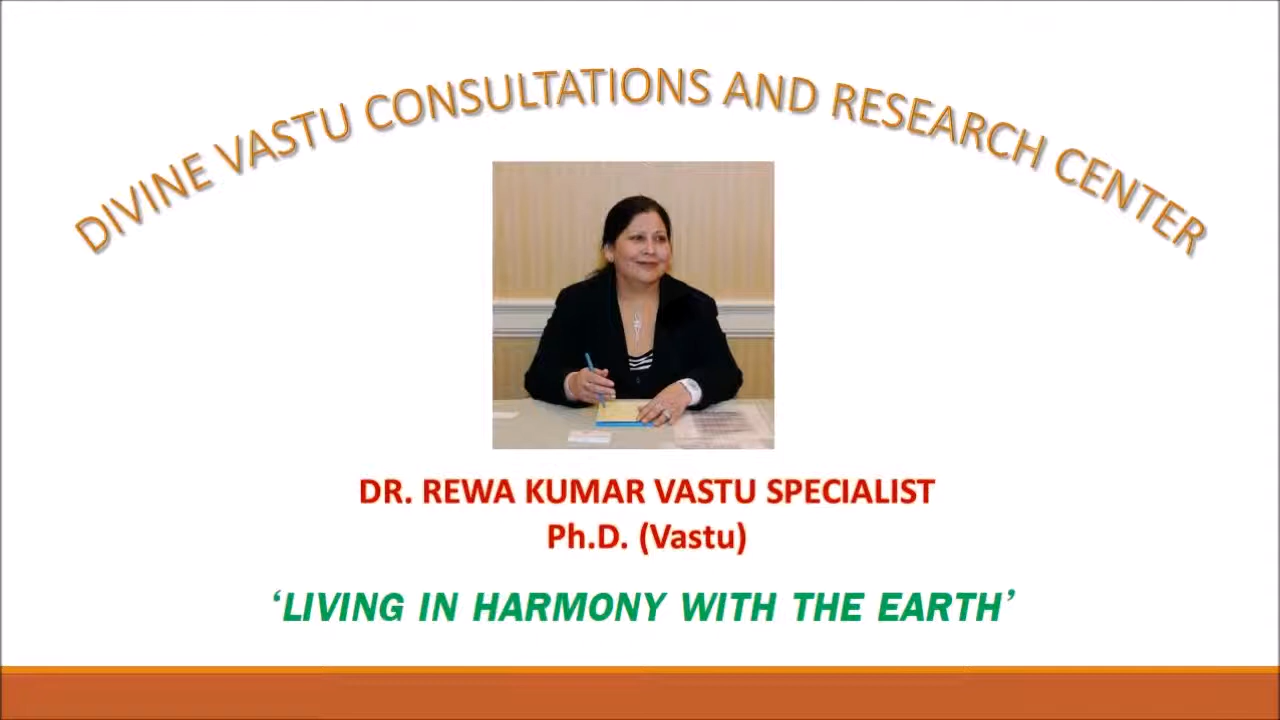 DIVINE VASTU CONSULTATIONS AND RESEARCH CENTER
DR. REWA KUMAR VASTU SPECIALIST
Ph.D. (Vastu)
‘LIVING IN HARMONY WITH THE EARTH’